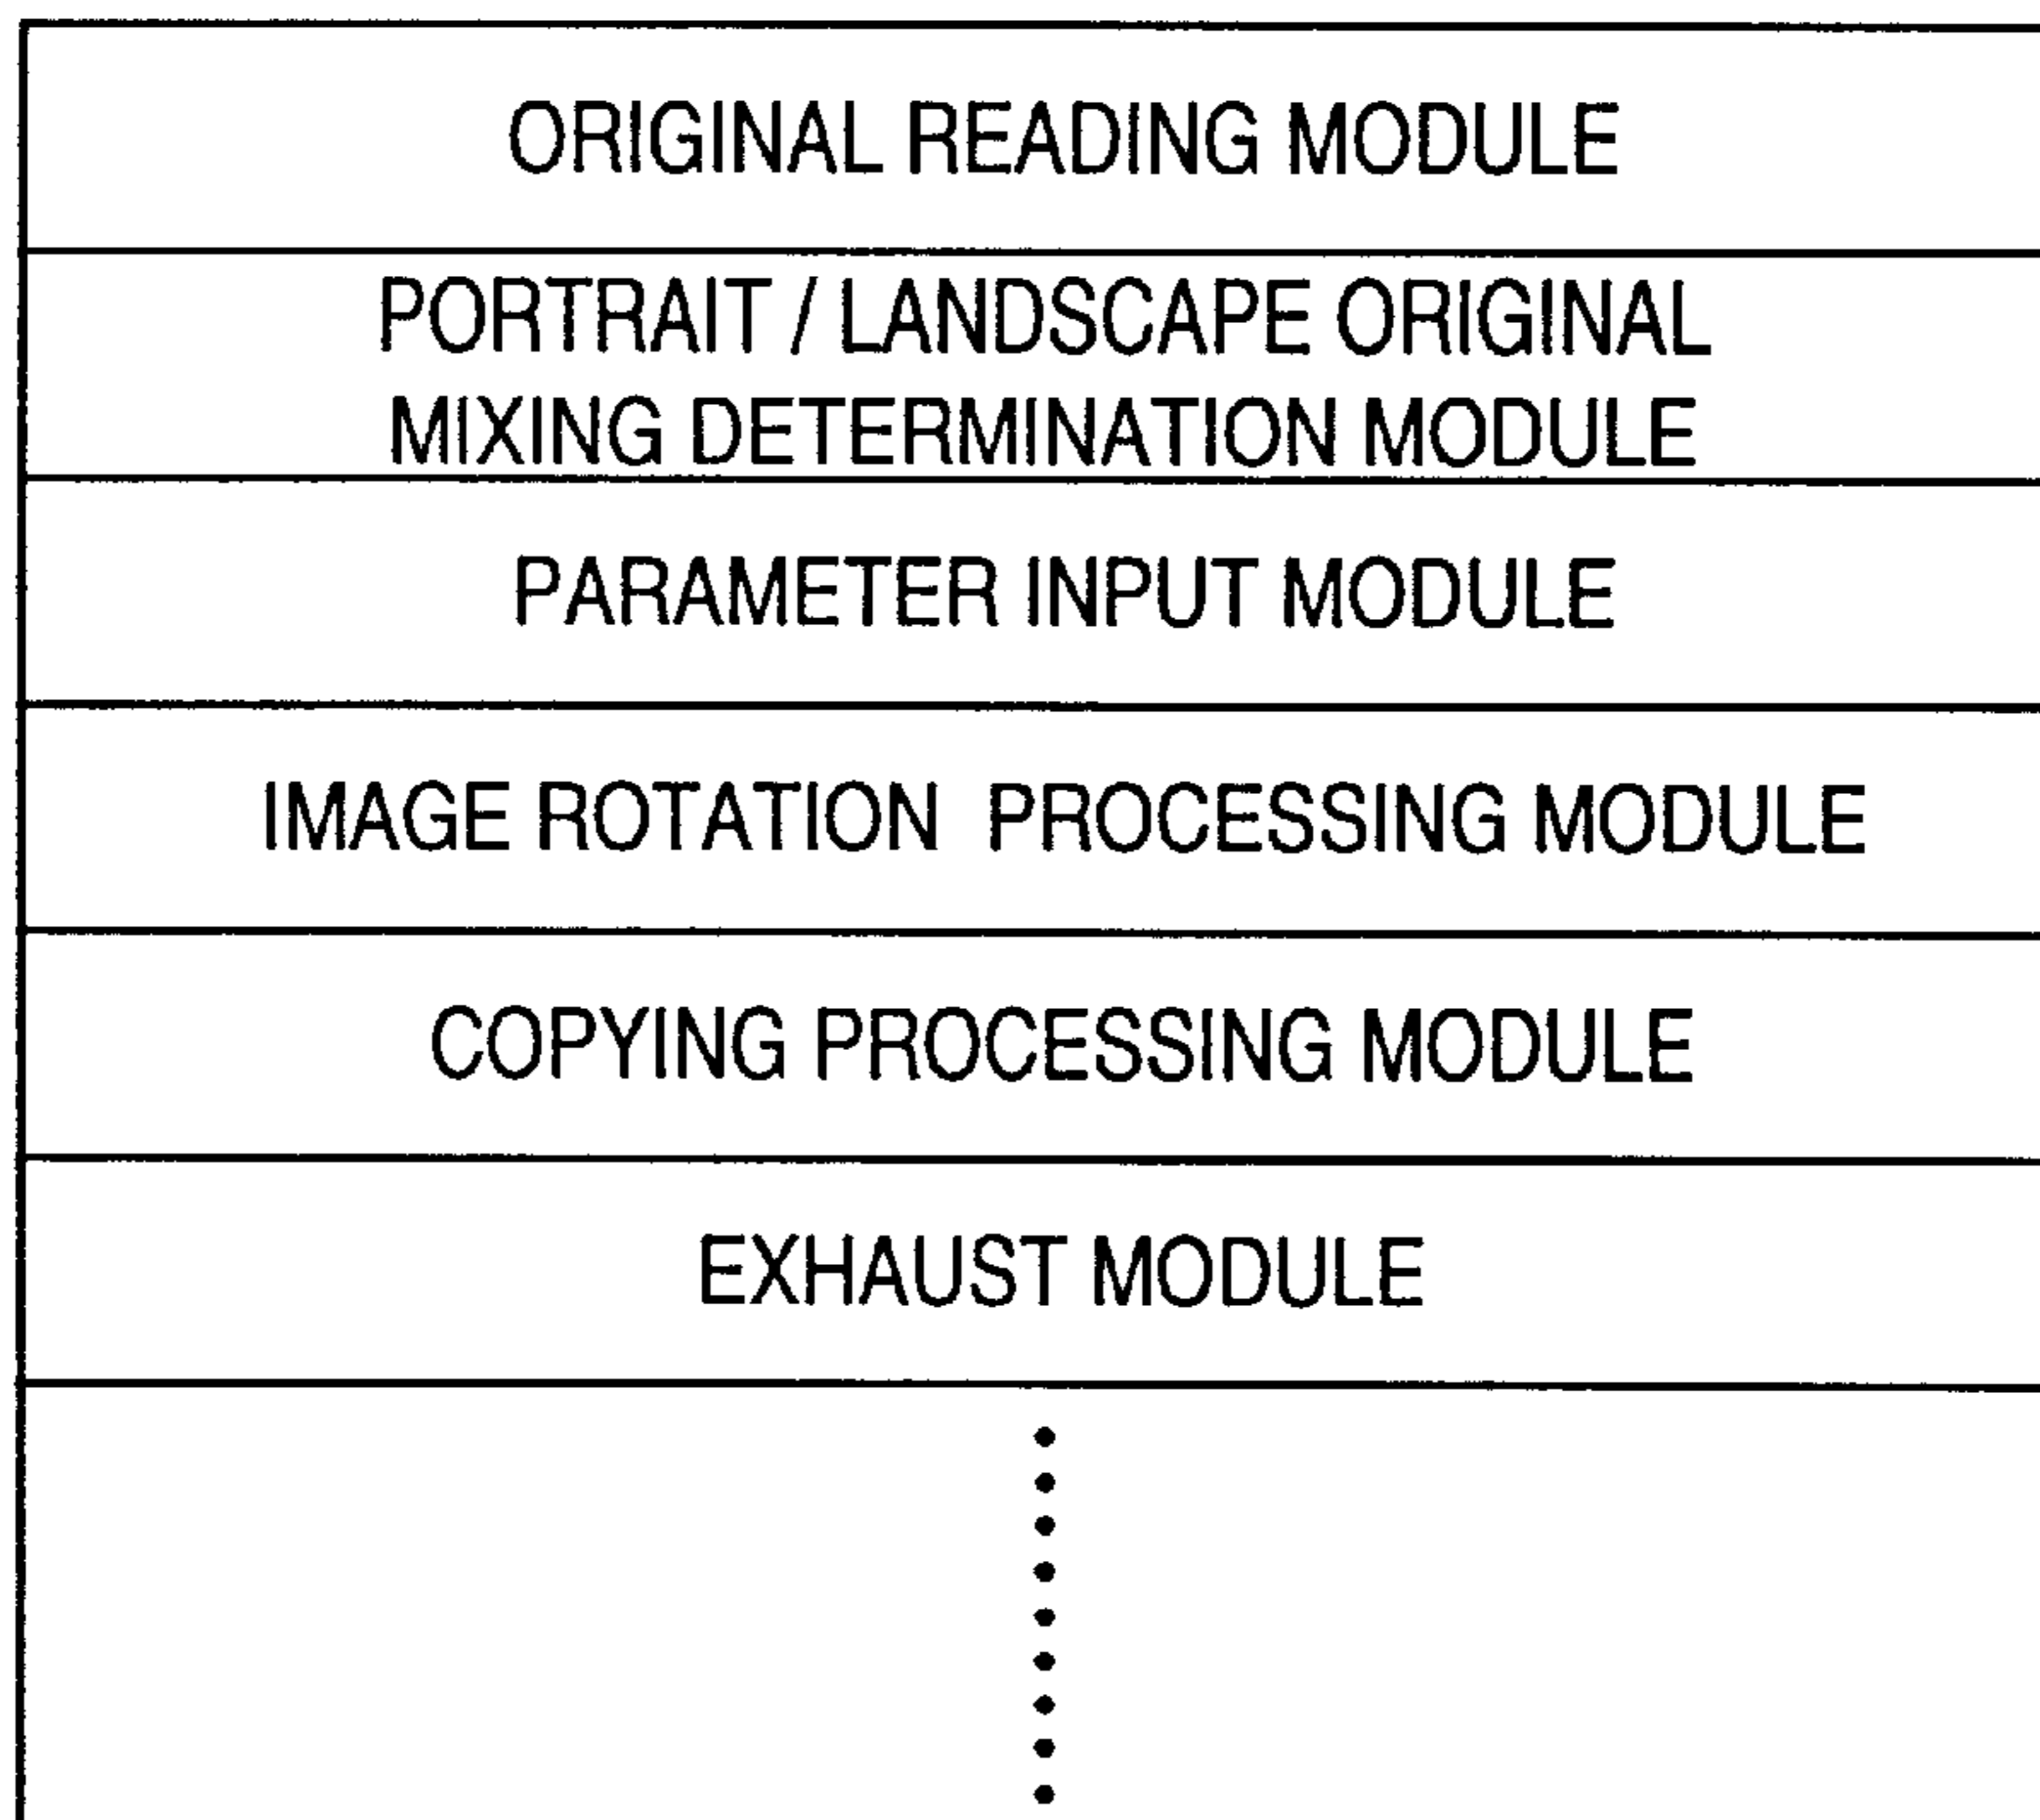 ORIGINAL READING MODULE
PORTRAIT / LANDSCAPE ORIGINAL
MIXING DETERMINATION MODULE
PARAMETER INPUT MODULE
IMAGE ROTATION PROCESSING MODULE
COPYING PROCESSING MODULE
EXHAUST MODULE